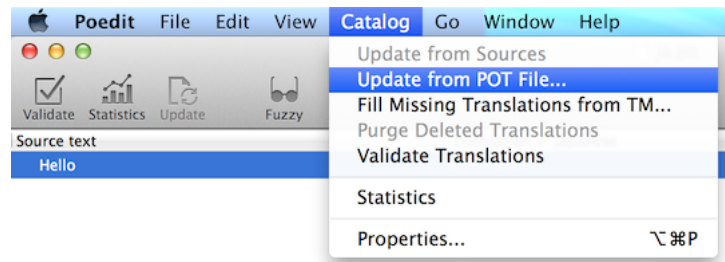 Poedit File Edit View Catalog Go Window Help
Update from Sources
Update from POT File...
Fill Missing Translations from TM...
Purge Deleted Translations
Validate Translations
Statistics
Properties... ⌥⌘P
Validate Statistics Update Fuzzy
Source text
Hello